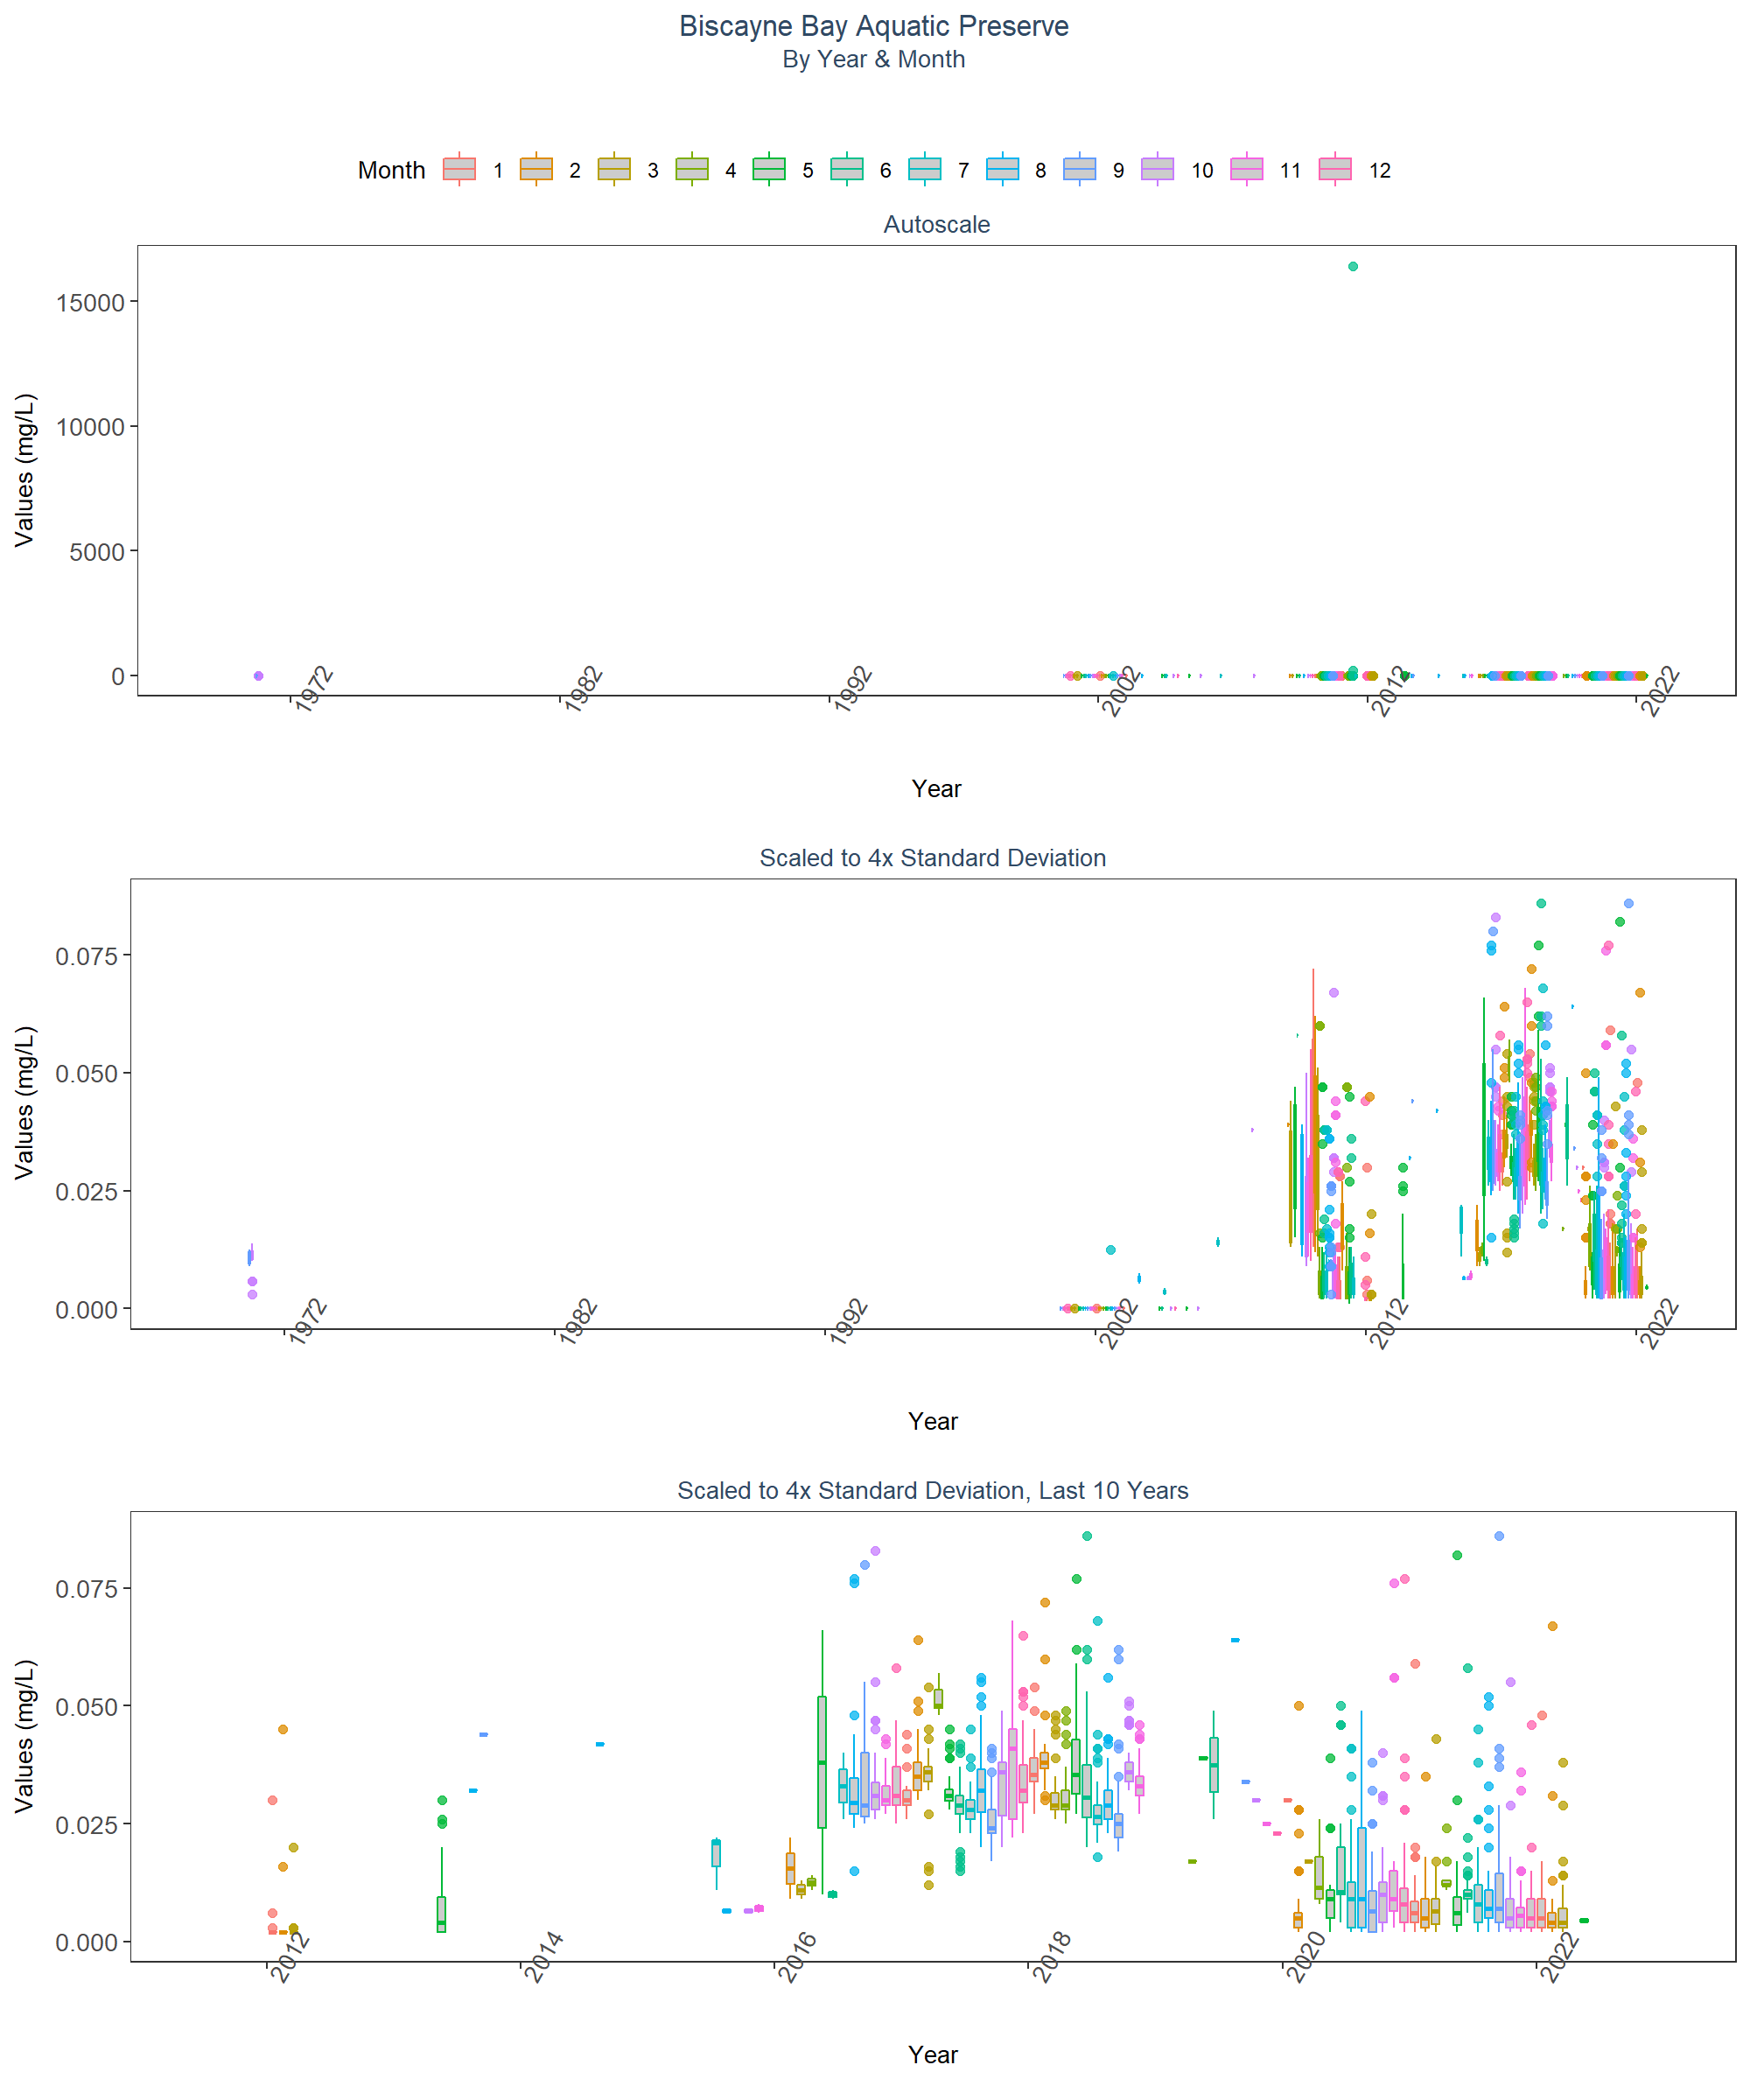 Biscayne Bay Aquatic Preserve
By Year & Month
Month 1 2 3 4 5 6 7 8 9 10 11 12
Autoscale
Values (mg/L)
15000
10000
5000
0
1972 1982 1992 2002 2012 2022
Year
Scaled to 4x Standard Deviation
Values (mg/L)
0.075
0.050
0.025
0.000
1972 1982 1992 2002 2012 2022
Year
Scaled to 4x Standard Deviation, Last 10 Years
Values (mg/L)
0.075
0.050
0.025
0.000
2012 2014 2016 2018 2020 2022
Year